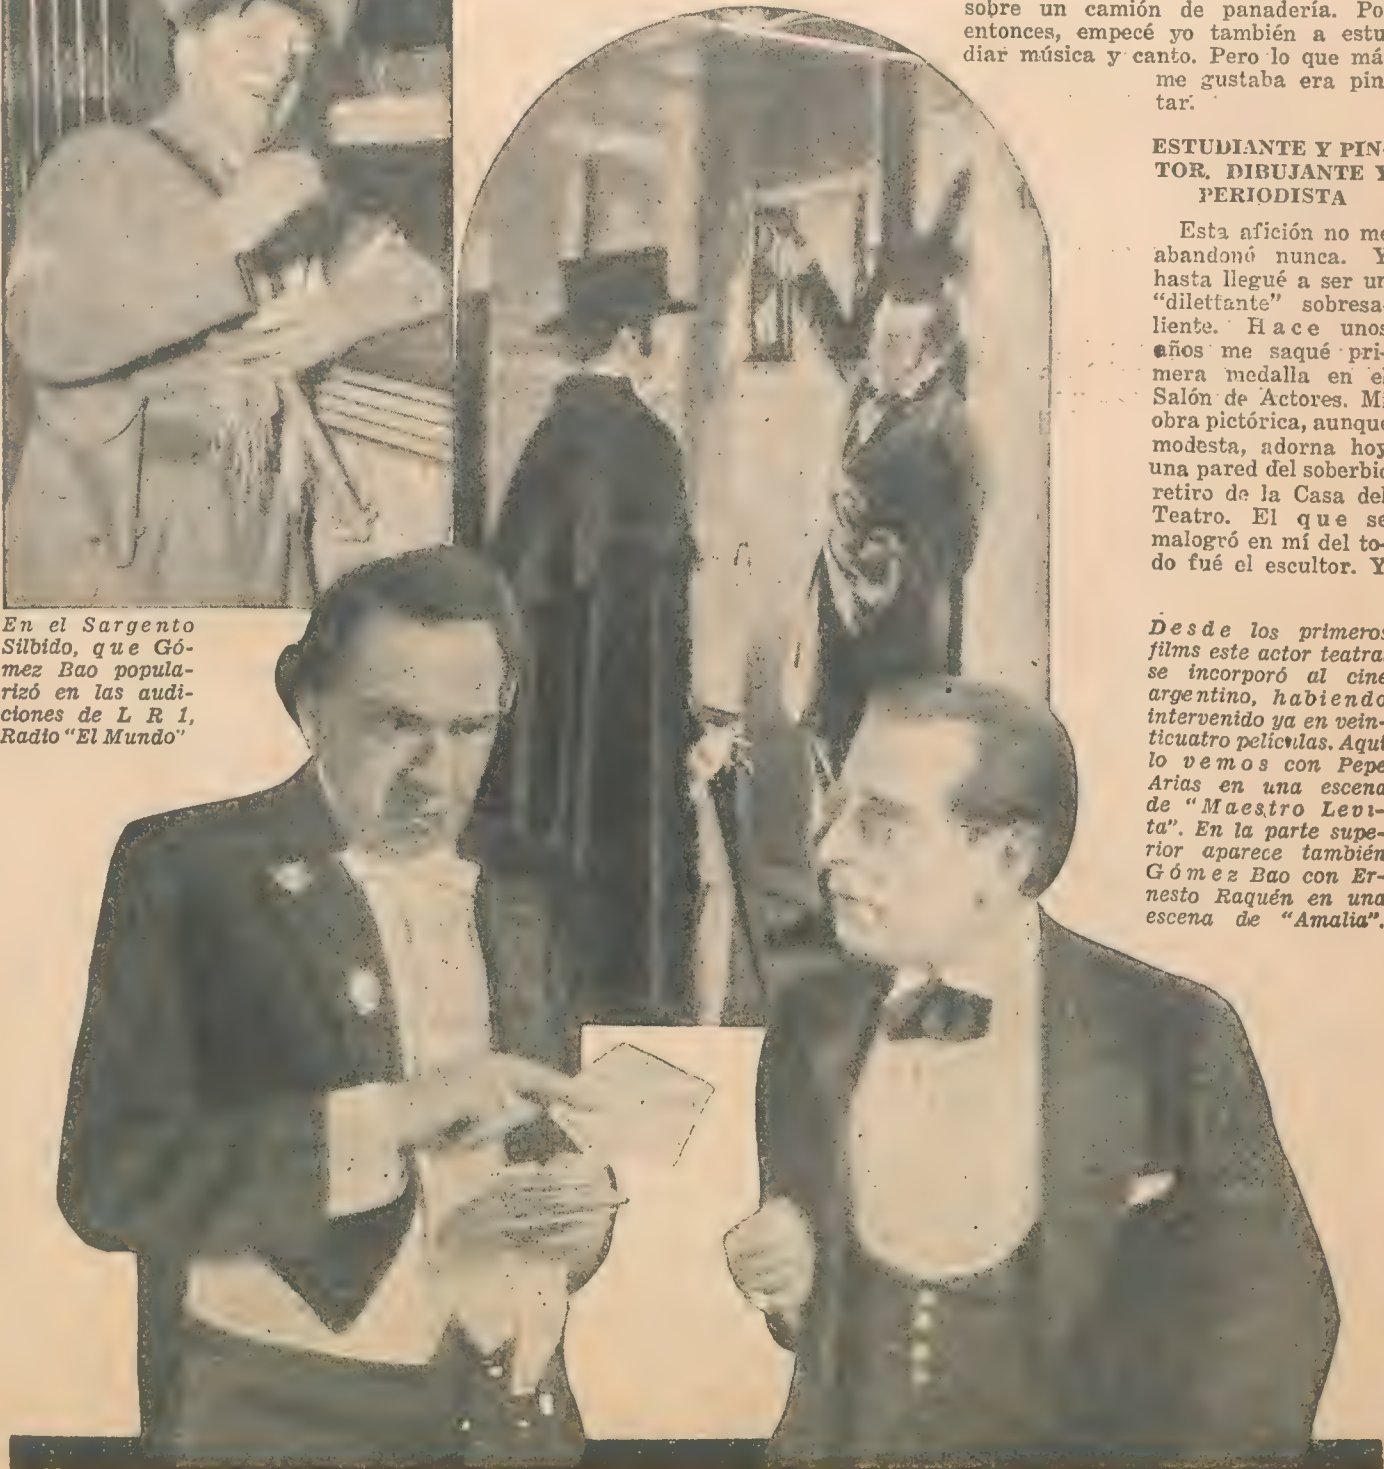 sobre un camión de panadería. Po
entonces, empecé yo también a estu
diar música y canto. Pero lo que má
me gustaba era pin
tar.
ESTUDIANTE Y PIN-
TOR. DIBUJANTE Y
PERIODISTA
Esta afición no me
abandonó nunca. Y
hasta llegué a ser un
"dilettante" sobresa-
liente. Hace unos
años me saqué pri-
mera medalla en el
Salón de Actores. Mi
obra pictórica, aunque
modesta, adorna hoy
una pared del soberbio
retiro de la Casa del
Teatro. El que se
malogró en mí del to-
do fué el escultor. Y
En el Sargento
Silbido, que Gó-
mez Bao popula-
rizó en las audi-
ciones de L R 1,
Radio "El Mundo"
Desde los primeros
films este actor teatral
se incorporó al cine
argentino, habiendo
intervenido ya en vein-
ticuatro películas. Aquí
lo vemos con Pepe
Arias en una escena
de "Maestro Levi-
ta". En la parte supe-
rior aparece también
Gómez Bao con Er-
nesto Raquén en una
escena de "Amalia".